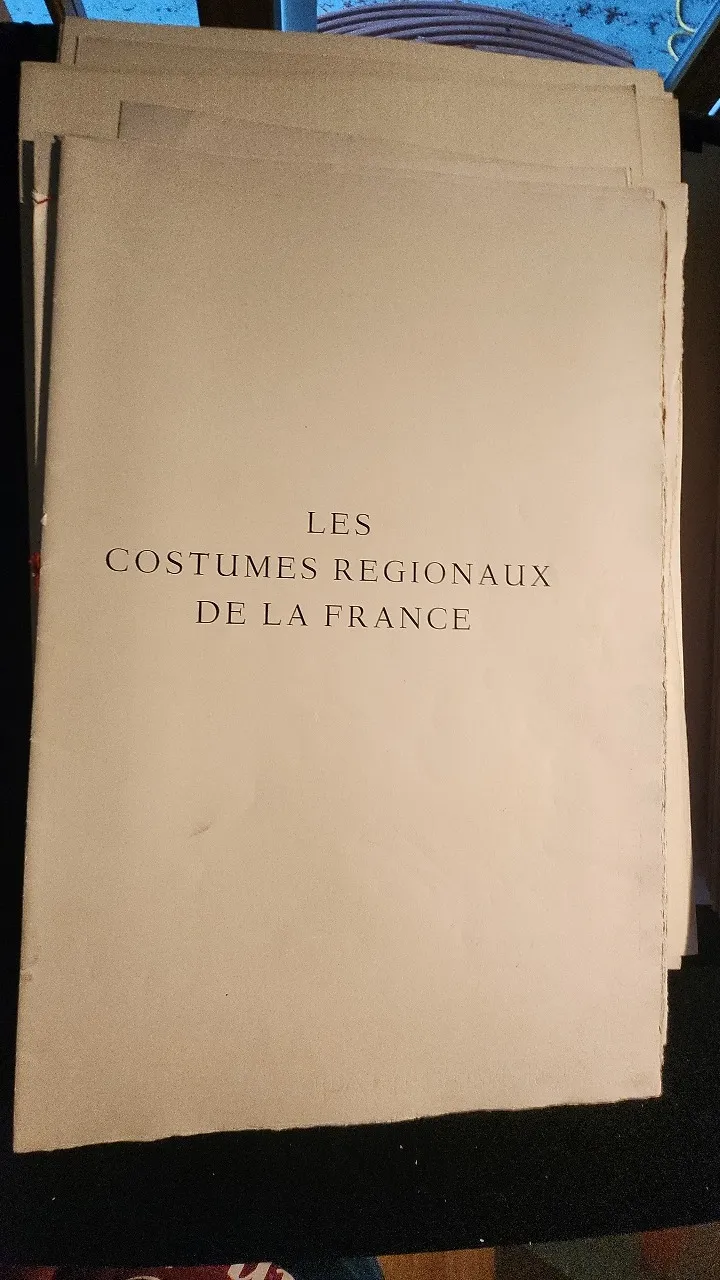 LES
COSTUMES REGIONAUX
DE LA FRANCE